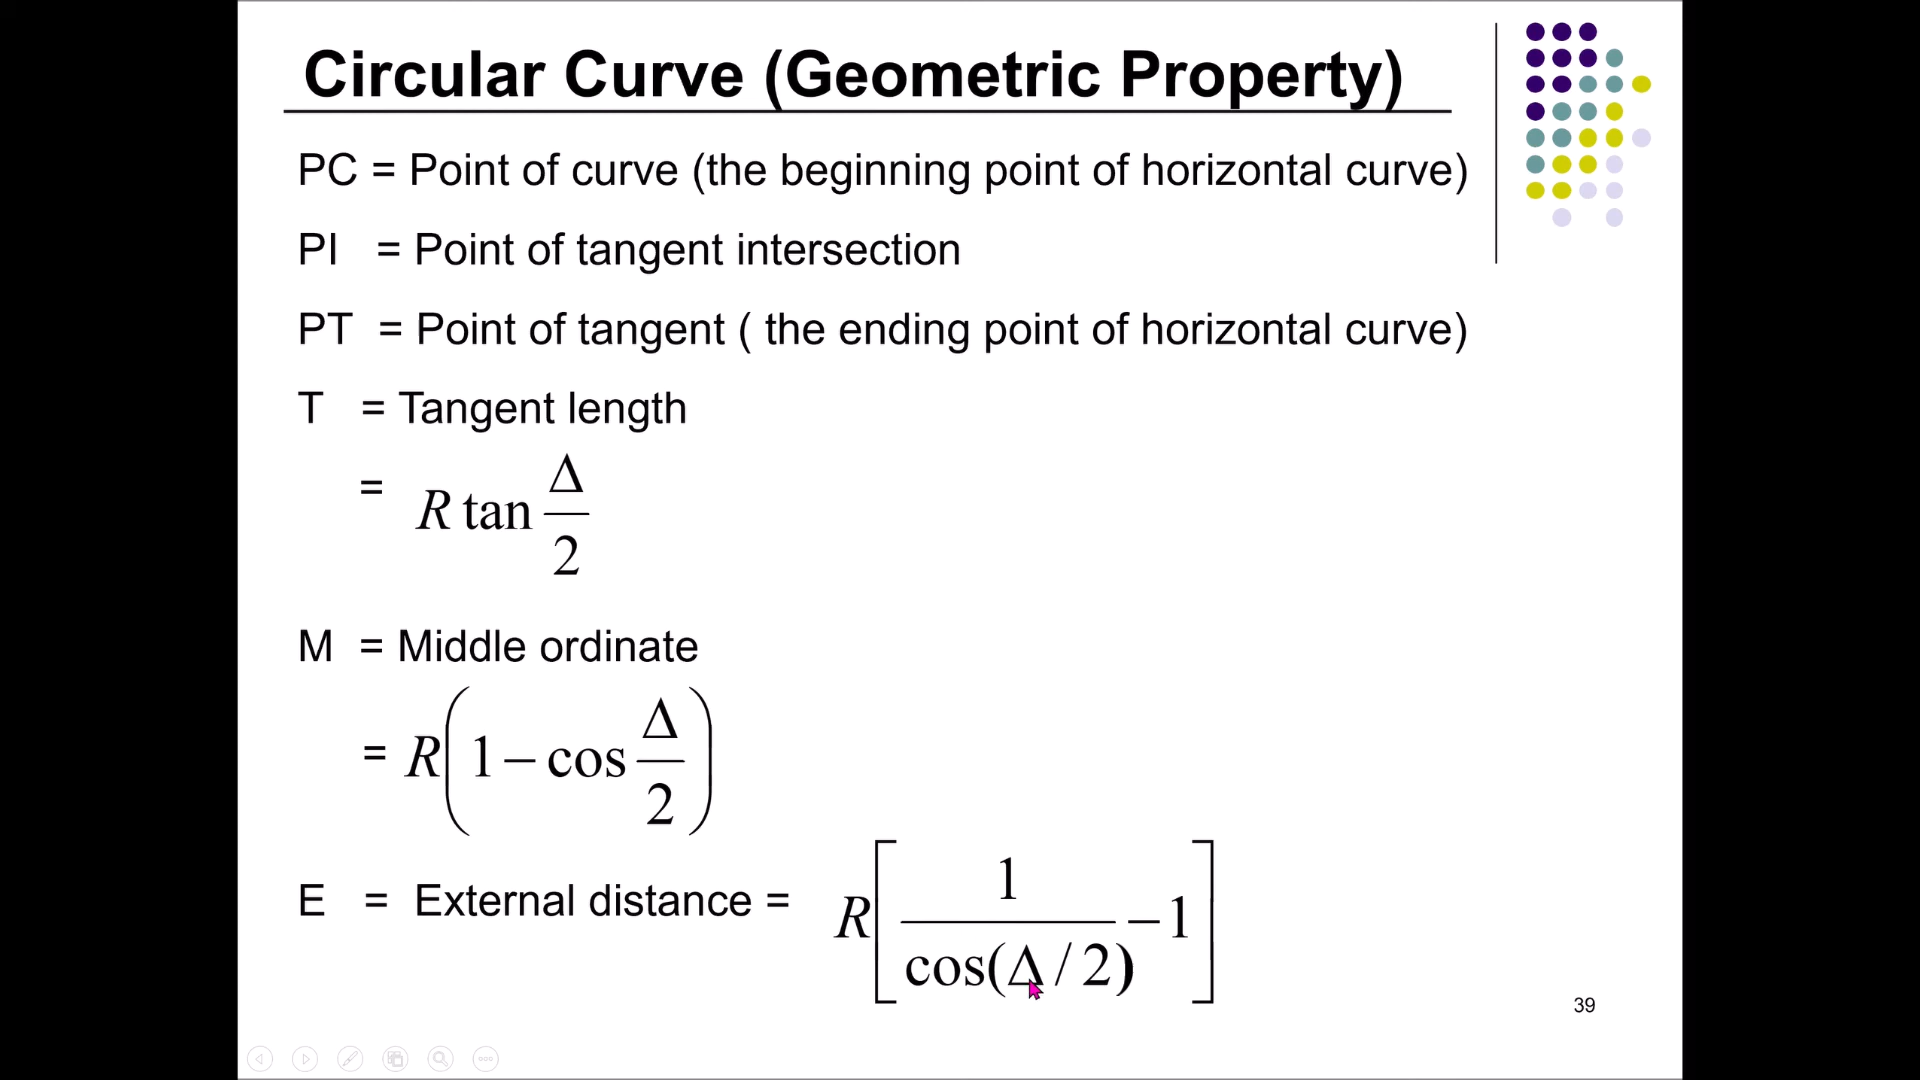 Circular Curve (Geometric Property)
PC = Point of curve (the beginning point of horizontal curve)
PI = Point of tangent intersection
PT = Point of tangent ( the ending point of horizontal curve)
T = Tangent length
= R tan Δ/2
M = Middle ordinate
= R(1 − cos Δ/2)
E = External distance = R[1/cos(Δ/2) − 1]
39